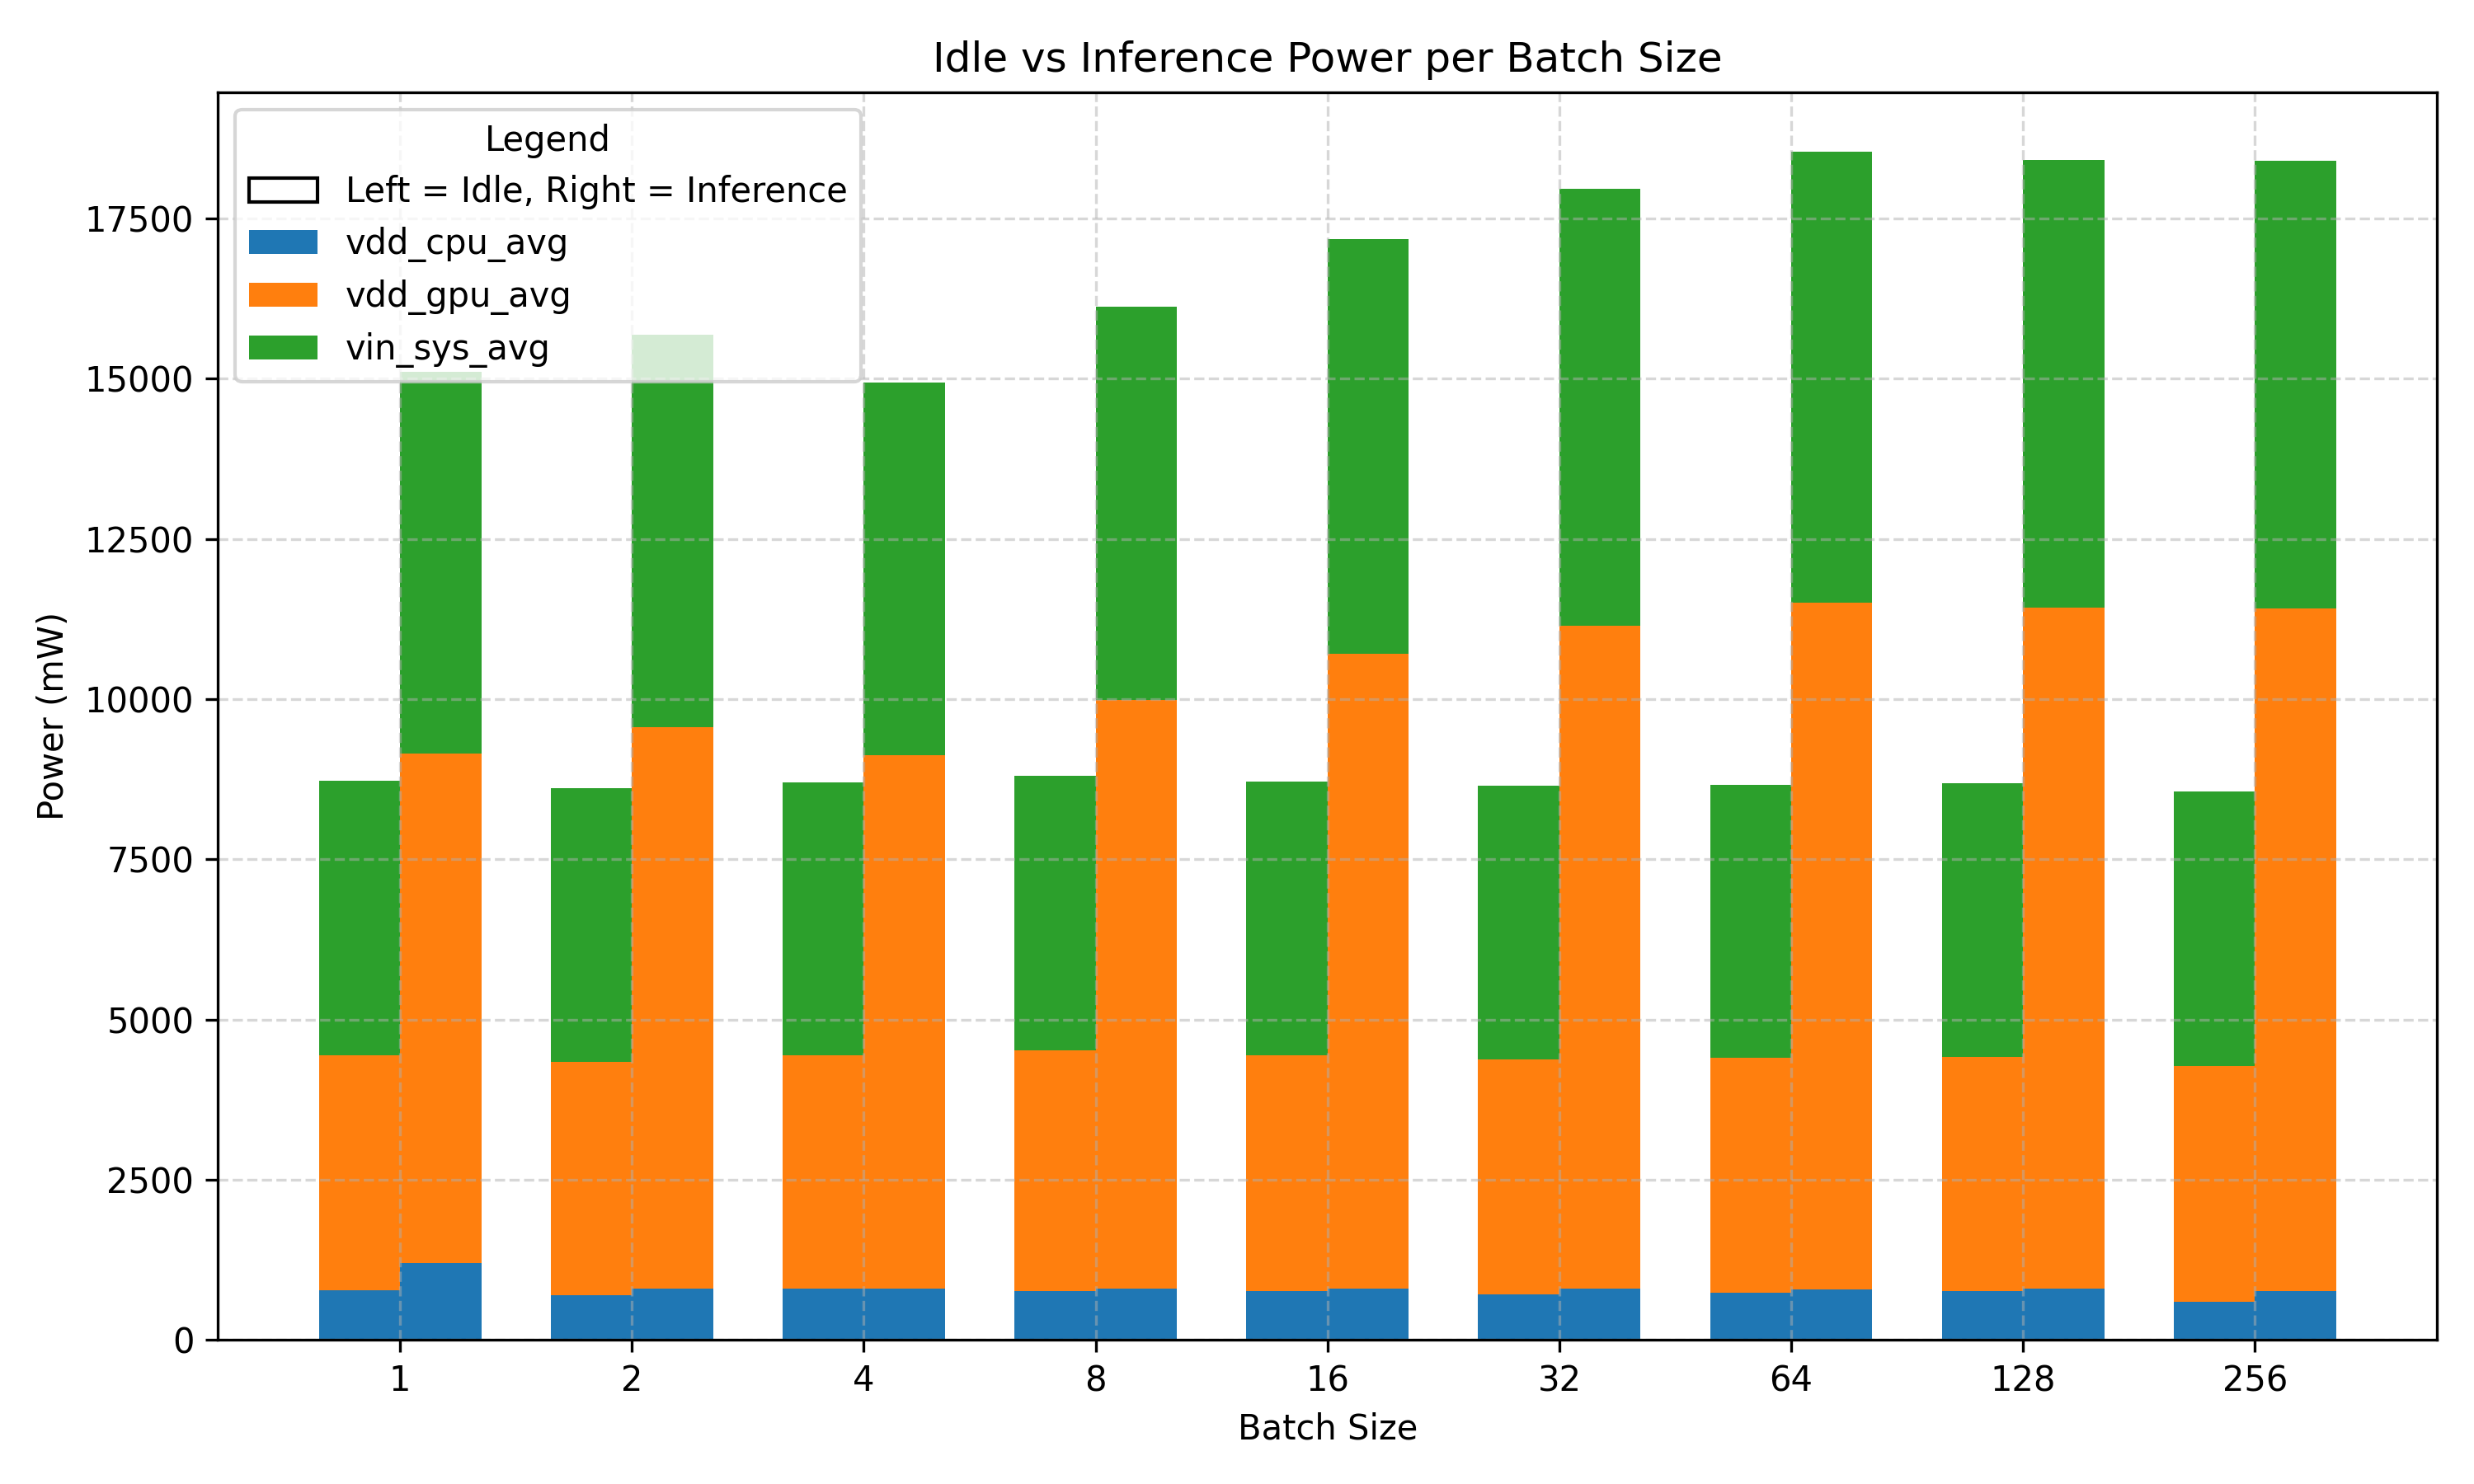 Idle vs Inference Power per Batch Size
Legend
Left = Idle, Right = Inference
vdd_cpu_avg
vdd_gpu_avg
vin_sys_avg
Power (mW)
17500
15000
12500
10000
7500
5000
2500
0
1 2 4 8 16 32 64 128 256
Batch Size